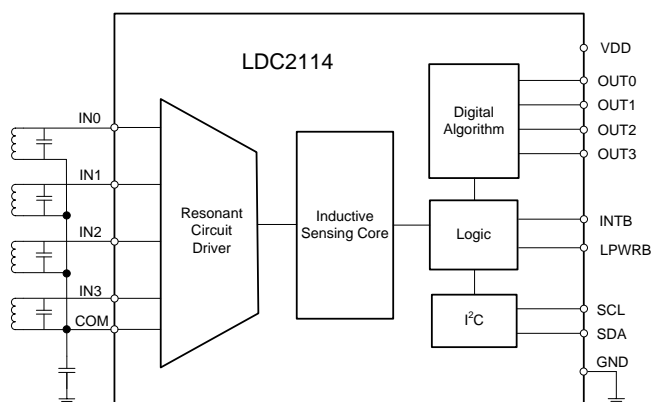 LDC2114
VDD
OUT0
OUT1
OUT2
OUT3
Digital
Algorithm
IN0
IN1
IN2
IN3
COM
Resonant
Circuit
Driver
Inductive
Sensing Core
Logic
INTB
LPWRB
I²C
SCL
SDA
GND